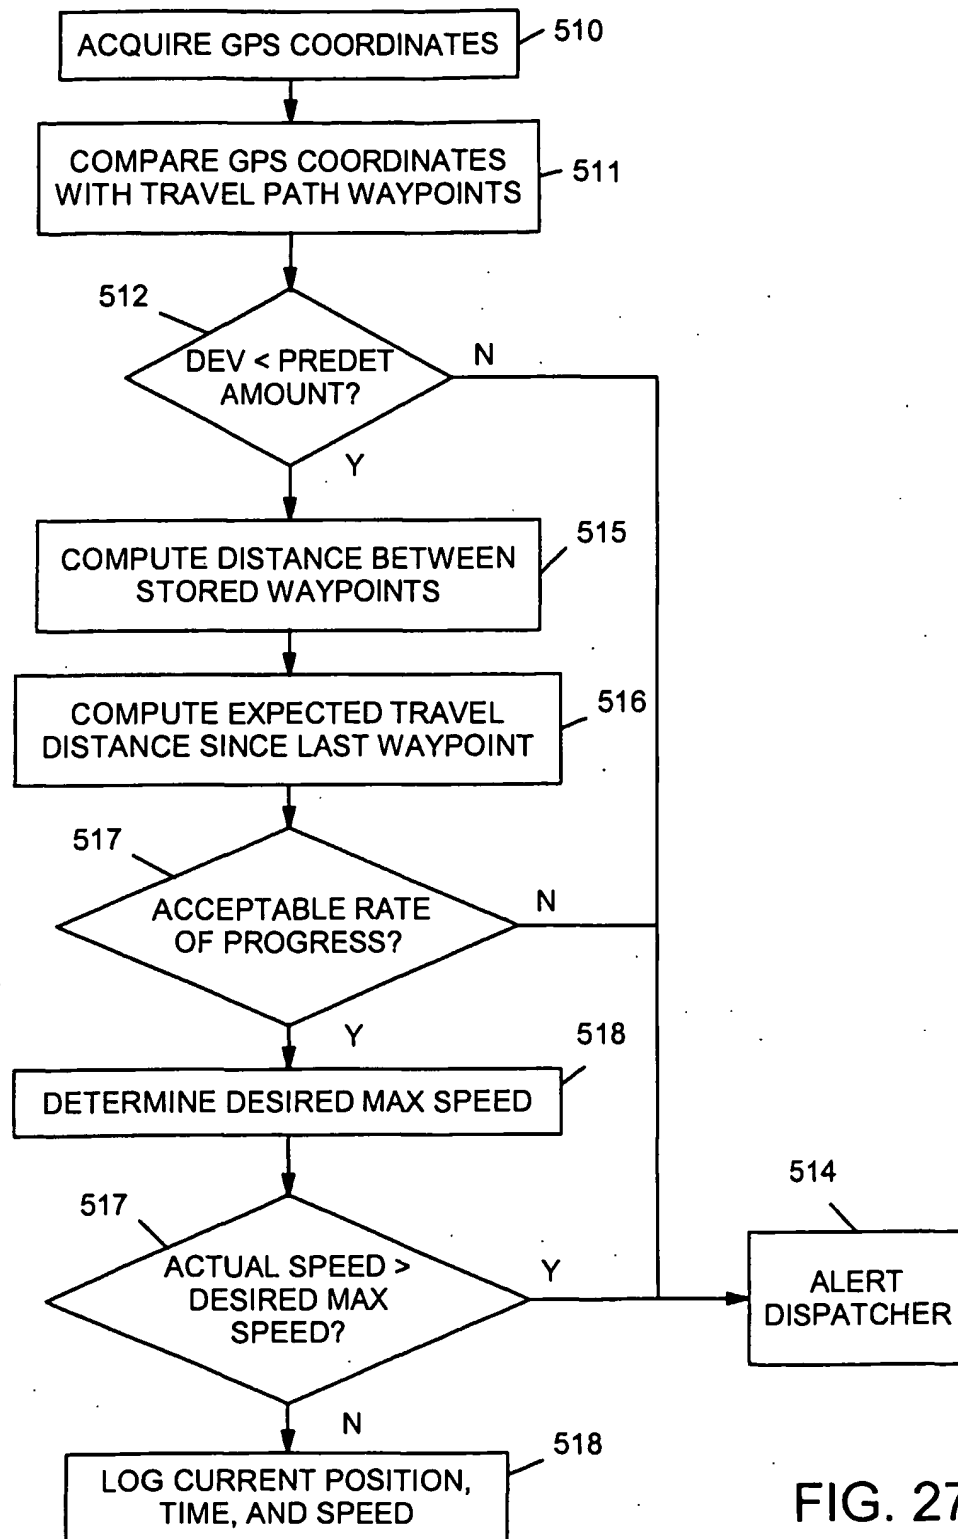 ACQUIRE GPS COORDINATES
510
COMPARE GPS COORDINATES
WITH TRAVEL PATH WAYPOINTS
511
512
DEV < PREDET
AMOUNT?
N
Y
COMPUTE DISTANCE BETWEEN
STORED WAYPOINTS
515
COMPUTE EXPECTED TRAVEL
DISTANCE SINCE LAST WAYPOINT
516
517
ACCEPTABLE RATE
OF PROGRESS?
N
Y
518
DETERMINE DESIRED MAX SPEED
517
ACTUAL SPEED >
DESIRED MAX
SPEED?
Y
514
ALERT
DISPATCHER
N
518
LOG CURRENT POSITION,
TIME, AND SPEED
FIG. 27